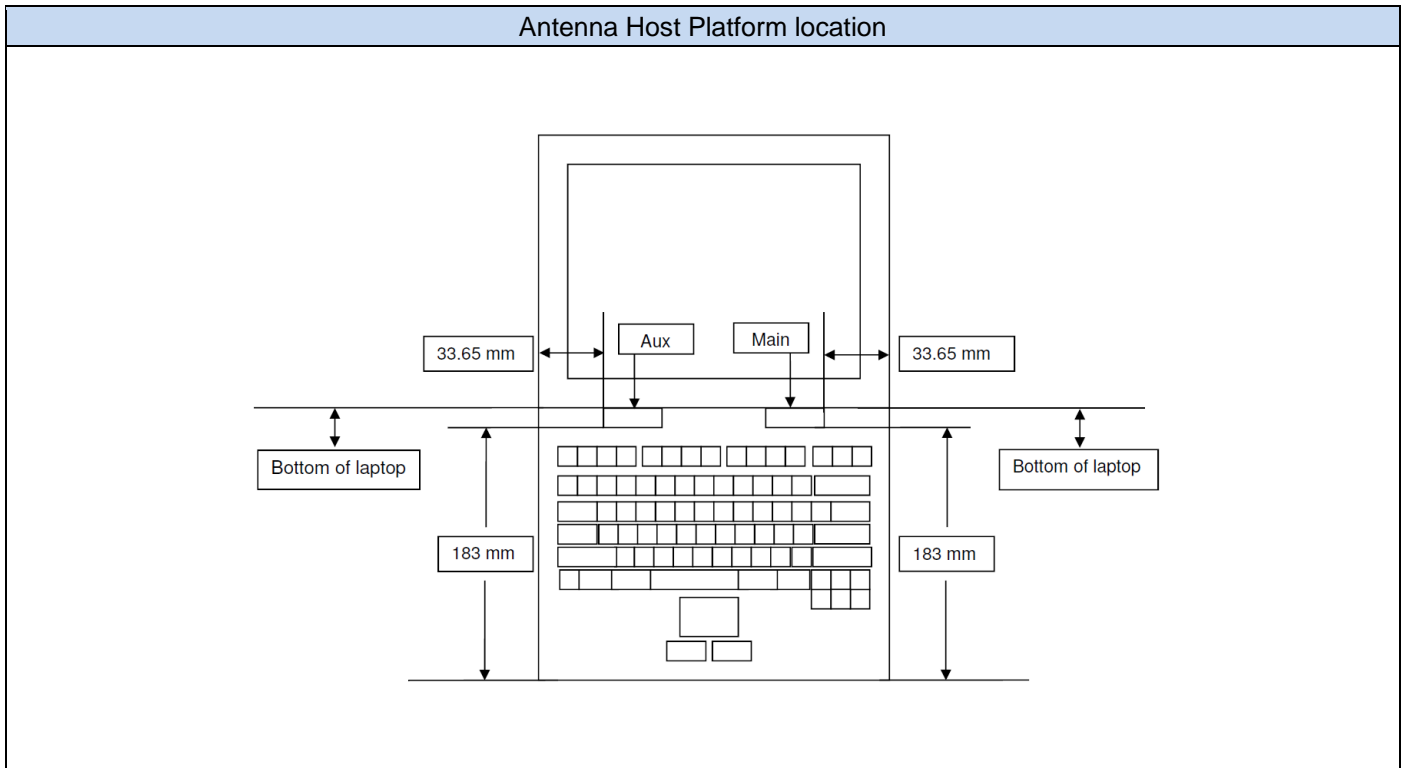 Antenna Host Platform location
Aux
Main
33.65 mm
33.65 mm
Bottom of laptop
Bottom of laptop
183 mm
183 mm